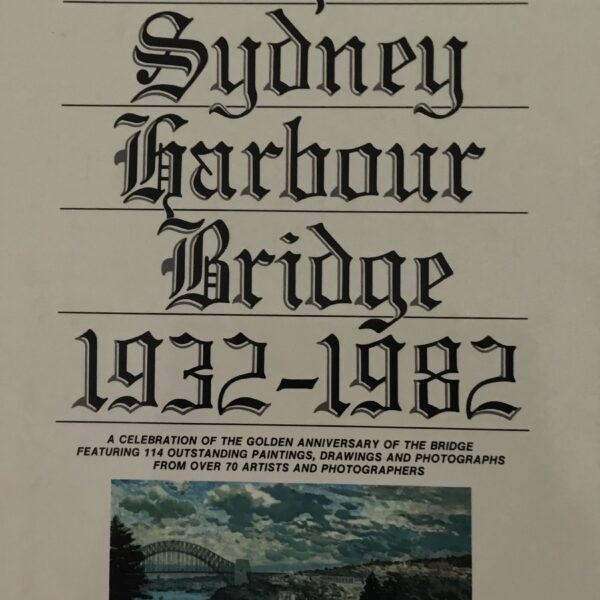 Sydney
Harbour
Bridge
1932-1982
A CELEBRATION OF THE GOLDEN ANNIVERSARY OF THE BRIDGE
FEATURING 114 OUTSTANDING PAINTINGS, DRAWINGS AND PHOTOGRAPHS
FROM OVER 70 ARTISTS AND PHOTOGRAPHERS